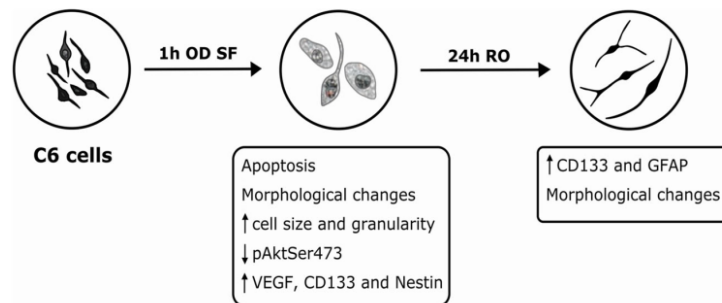 1h OD SF
24h RO
C6 cells
Apoptosis
Morphological changes
↑ cell size and granularity
↓ pAktSer473
↑ VEGF, CD133 and Nestin
↑ CD133 and GFAP
Morphological changes